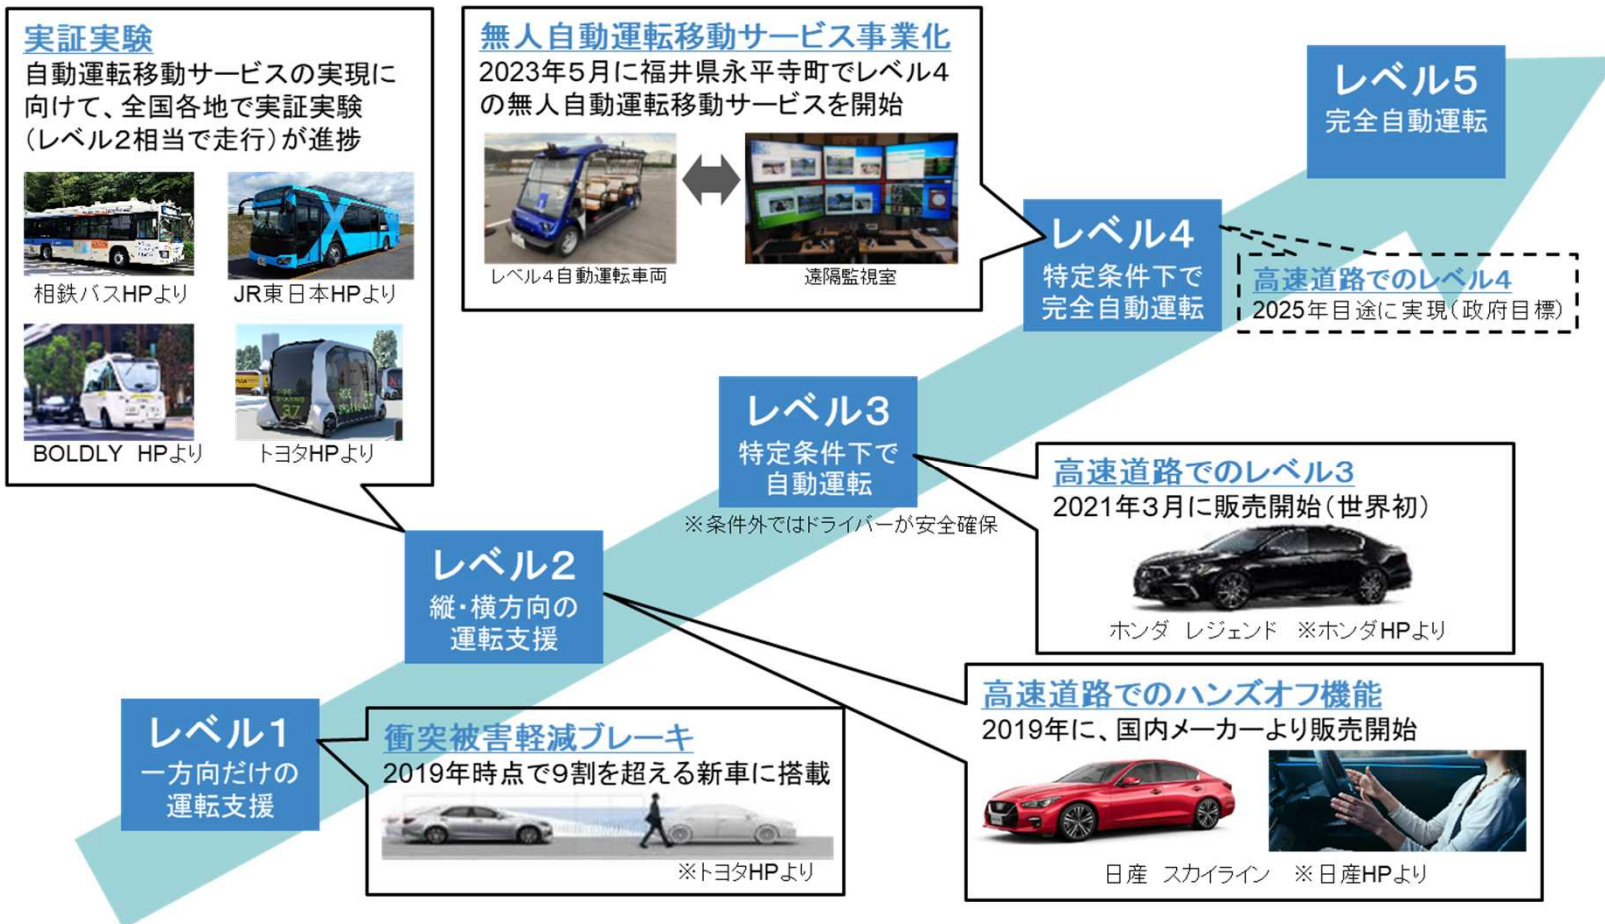 実証実験
自動運転移動サービスの実現に
向けて、全国各地で実証実験
(レベル2相当で走行)が進捗
相鉄バスHPより
JR東日本HPより
BOLDLY HPより
トヨタHPより
無人自動運転移動サービス事業化
2023年5月に福井県永平寺町でレベル4
の無人自動運転移動サービスを開始
レベル4自動運転車両
遠隔監視室
レベル5
完全自動運転
レベル4
特定条件下で
完全自動運転
高速道路でのレベル4
2025年目途に実現(政府目標)
レベル3
特定条件下で
自動運転
※条件外ではドライバーが安全確保
高速道路でのレベル3
2021年3月に販売開始(世界初)
ホンダ レジェンド ※ホンダHPより
レベル2
縦・横方向の
運転支援
高速道路でのハンズオフ機能
2019年に、国内メーカーより販売開始
日産 スカイライン ※日産HPより
レベル1
一方向だけの
運転支援
衝突被害軽減ブレーキ
2019年時点で9割を超える新車に搭載
※トヨタHPより